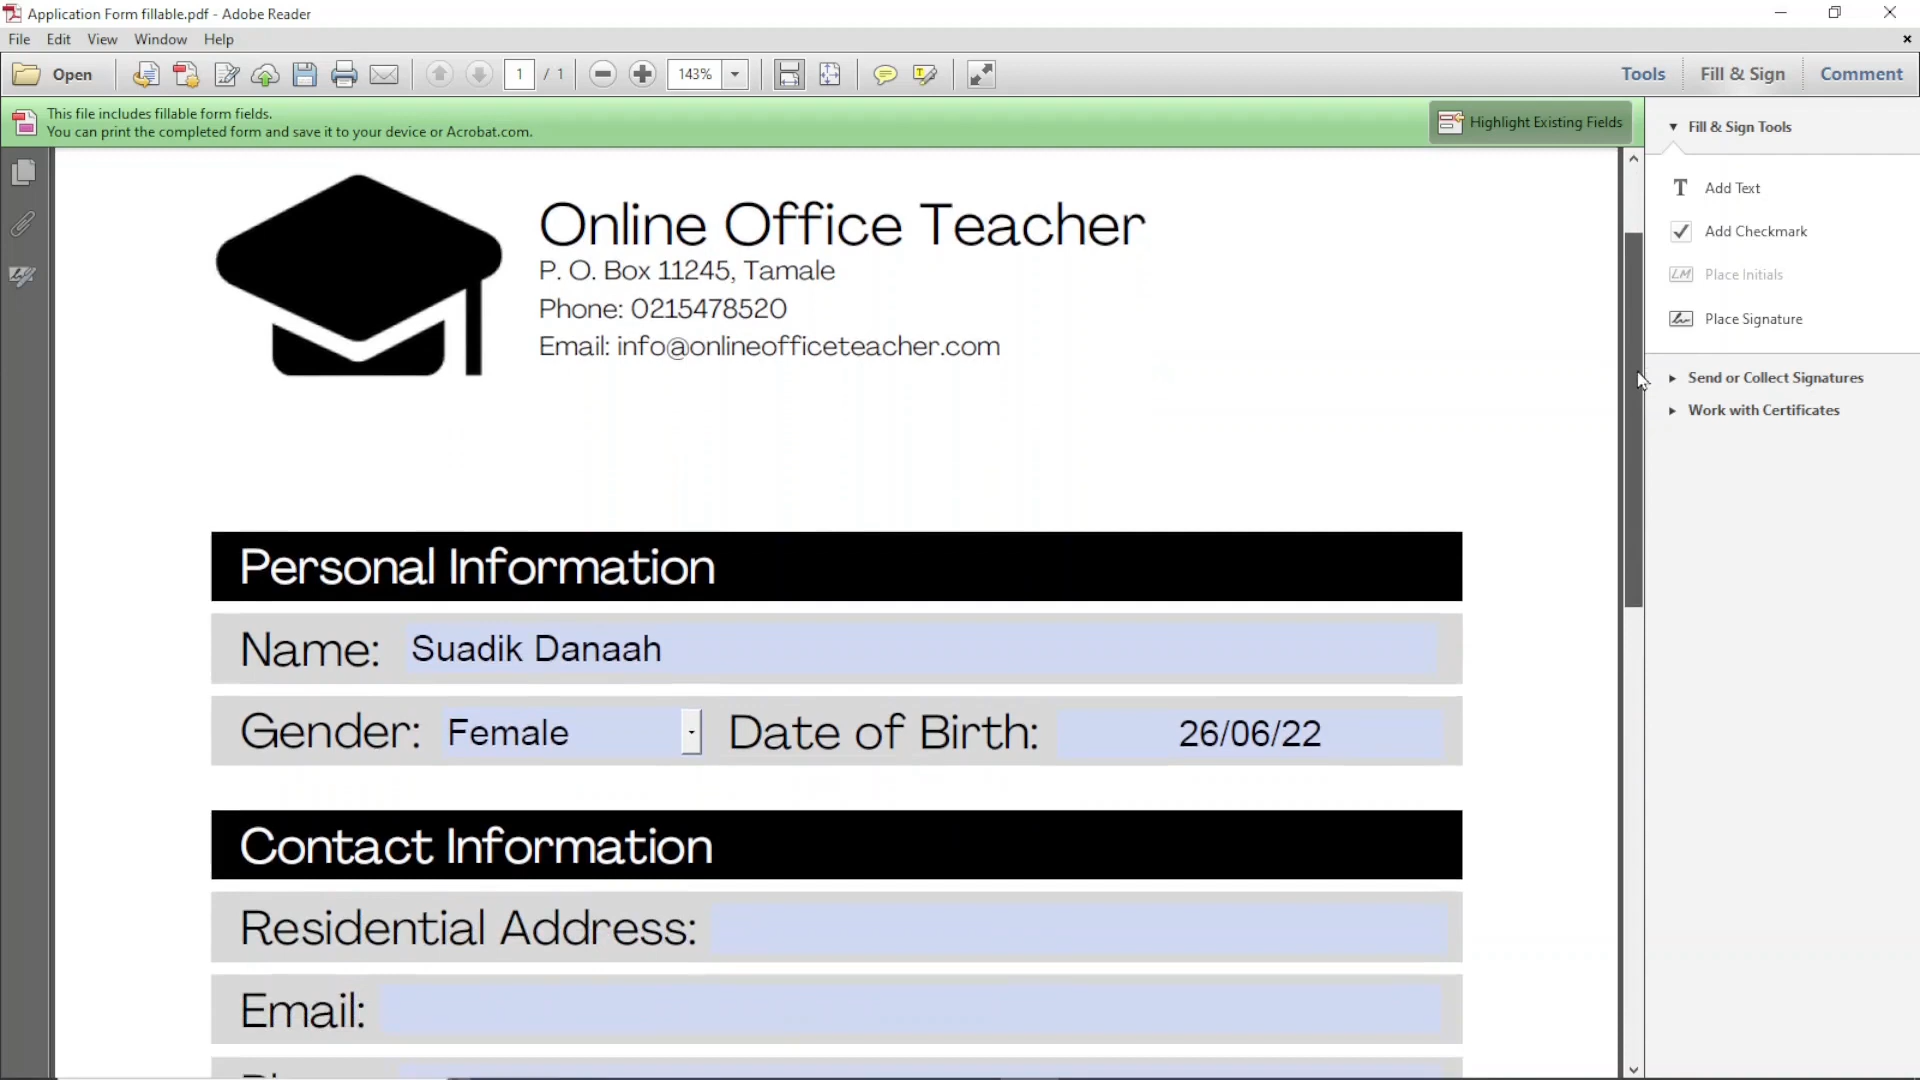 Application Form fillable.pdf - Adobe Reader
File Edit View Window Help
Open 1 / 1 143% Tools Fill & Sign Comment
This file includes fillable form fields.
You can print the completed form and save it to your device or Acrobat.com.
Highlight Existing Fields
Fill & Sign Tools
T Add Text
Add Checkmark
Place Initials
Place Signature
Send or Collect Signatures
Work with Certificates
Online Office Teacher
P. O. Box 11245, Tamale
Phone: 0215478520
Email: info@onlineofficeteacher.com
Personal Information
Name: Suadik Danaah
Gender: Female Date of Birth: 26/06/22
Contact Information
Residential Address:
Email: